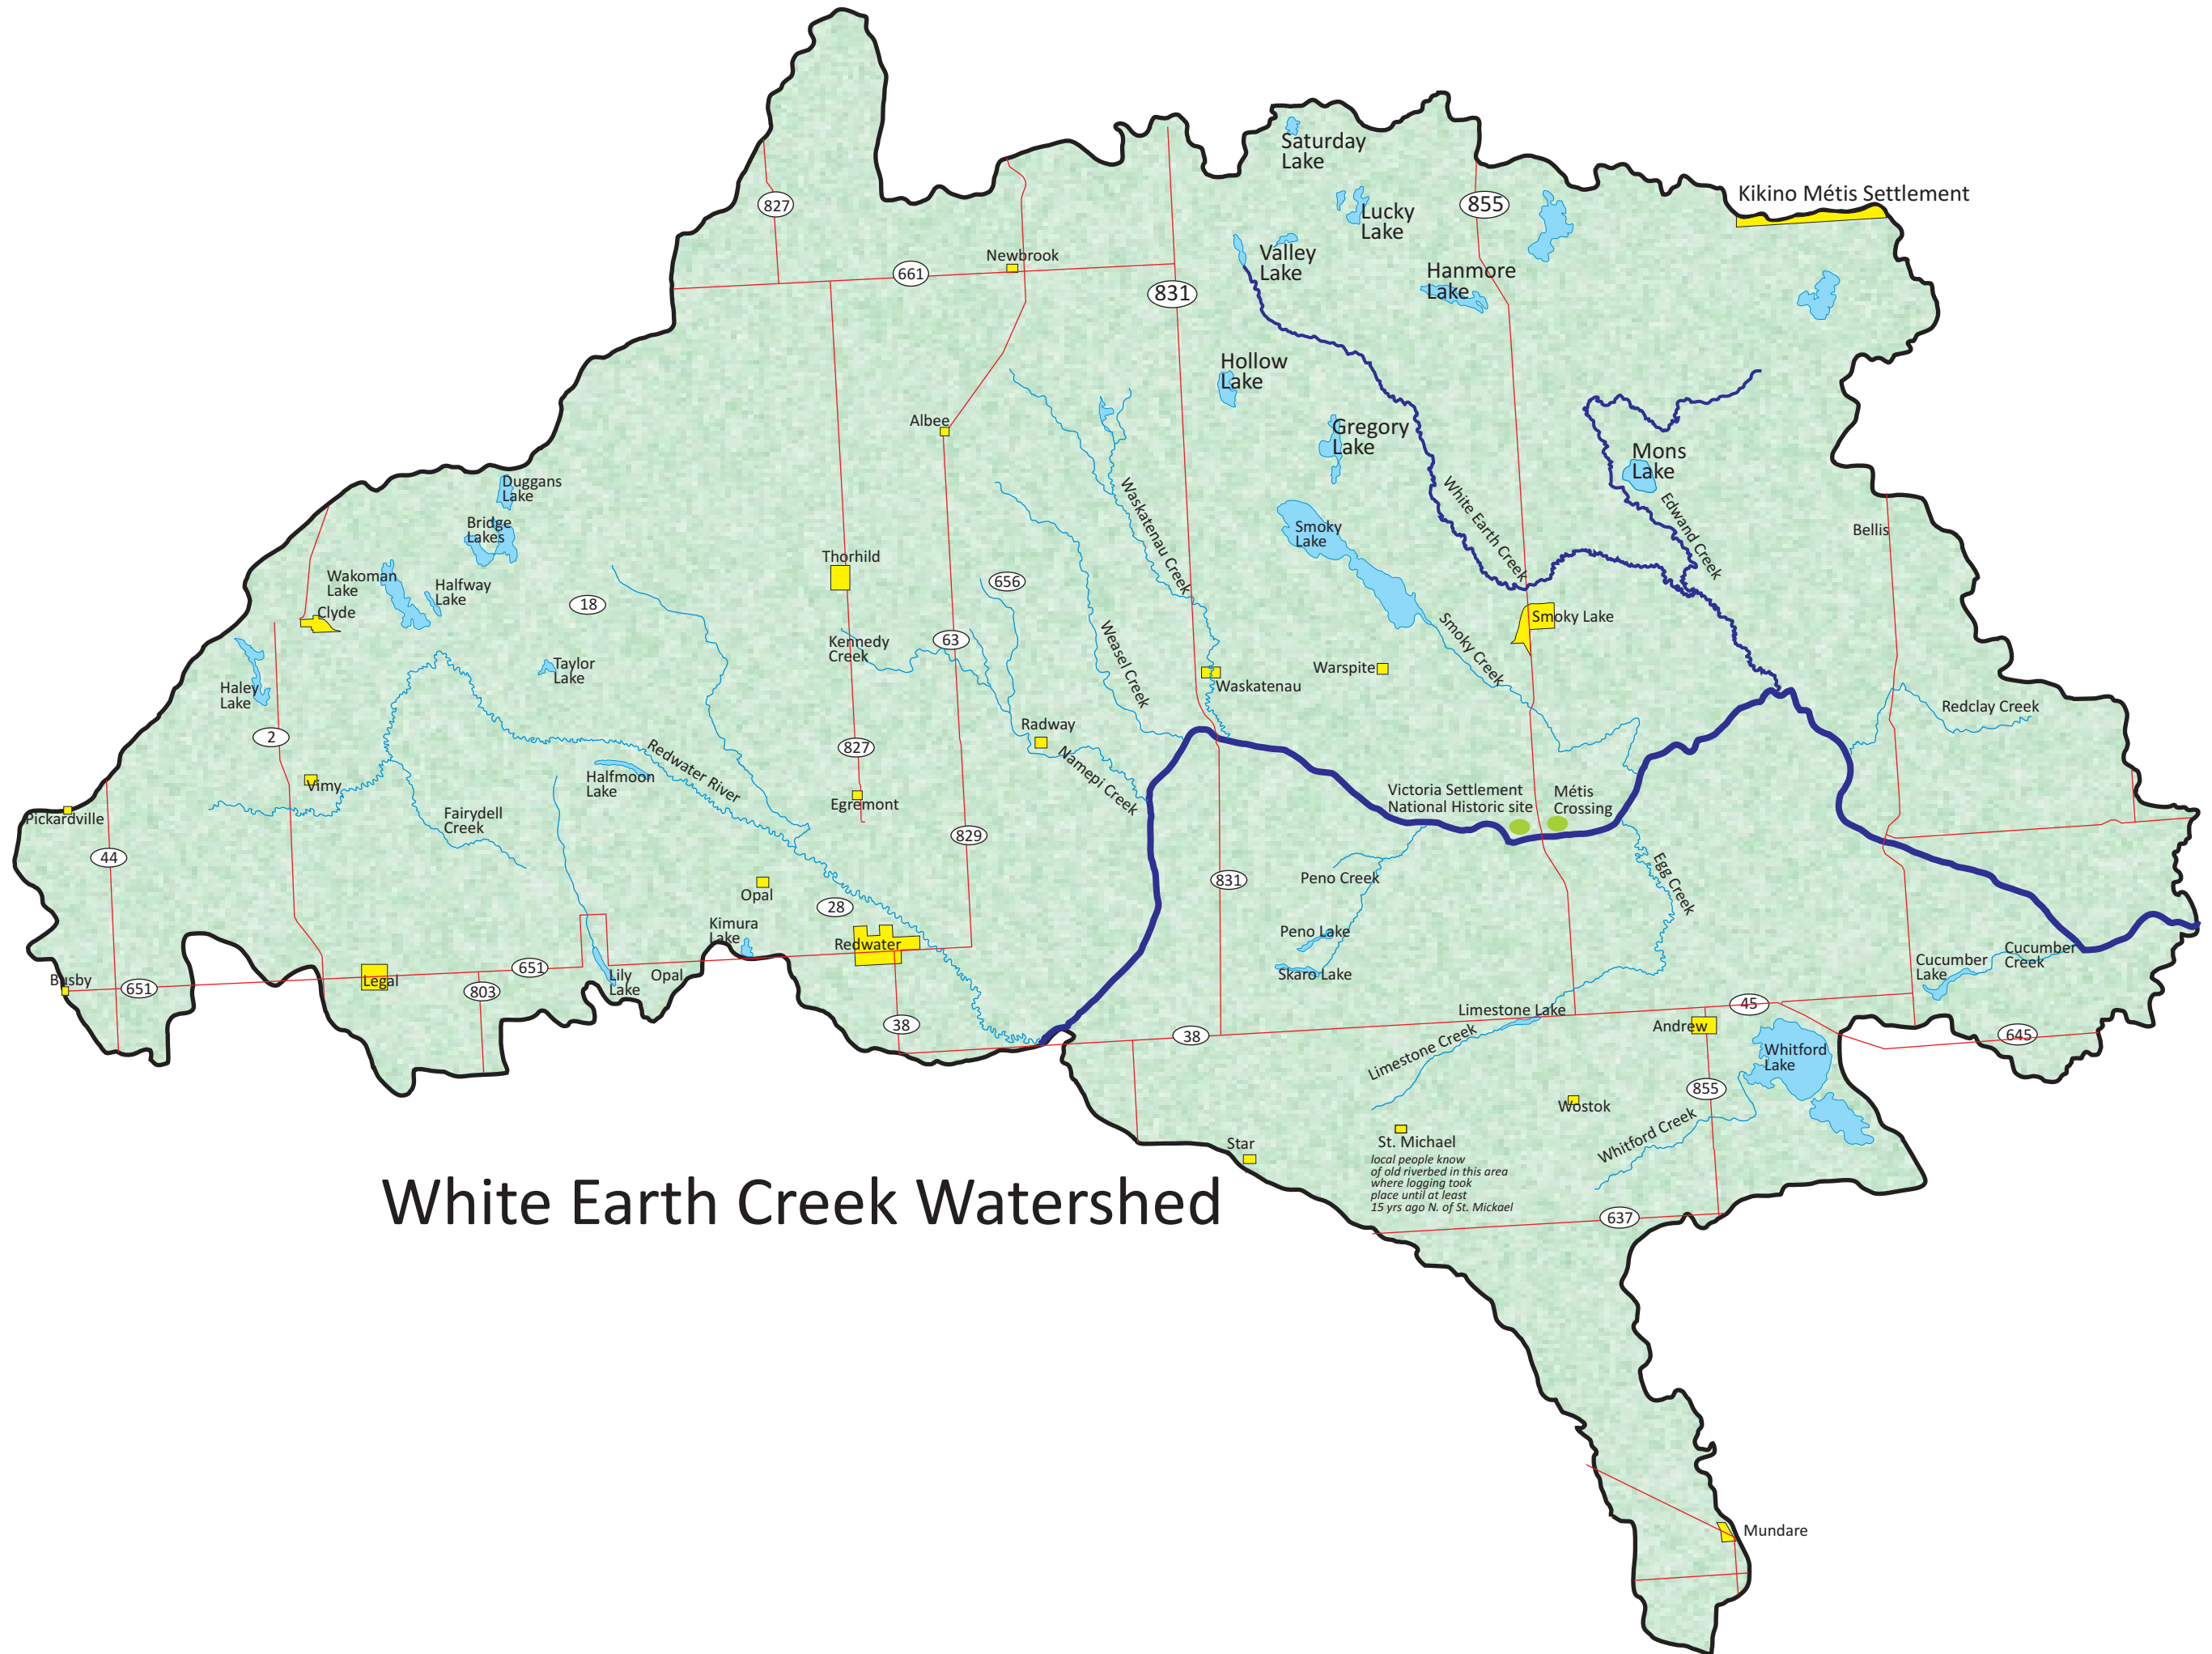 Saturday
Lake
Kikino Métis Settlement
827
Lucky
Lake
855
Newbrook
Valley
Lake
661
Hanmore
Lake
831
Hollow
Lake
Albee
Gregory
Lake
Mons
Lake
Duggans
Lake
Bridge
Lakes
Waskatenau Creek
White Earth Creek
Edwand Creek
Smoky
Lake
Bellis
Thorhild
Wakoman
Lake
Halfway
Lake
656
Clyde
18
Smoky Lake
Kennedy
Creek
63
Weasel Creek
Smoky Creek
Taylor
Lake
Warspite
Waskatenau
Haley
Lake
Redclay Creek
Radway
2
827
Redwater River
Namepi Creek
Halfmoon
Lake
Vimy
Victoria Settlement
National Historic site
Métis
Crossing
Egremont
Pickardville
Fairydell
Creek
829
44
Egg Creek
Peno Creek
831
Opal
28
Kimura
Lake
Peno Lake
Redwater
Cucumber
Creek
Cucumber
Lake
651
Skaro Lake
Busby
651
Legal
Lily
Lake
Opal
803
45
Limestone Lake
38
Andrew
38
645
Limestone Creek
Whitford
Lake
855
Wostok
Whitford Creek
St. Michael
Star
local people know
of old riverbed in this area
where logging took
place until at least
15 yrs ago N. of St. Mickael
White Earth Creek Watershed
637
Mundare